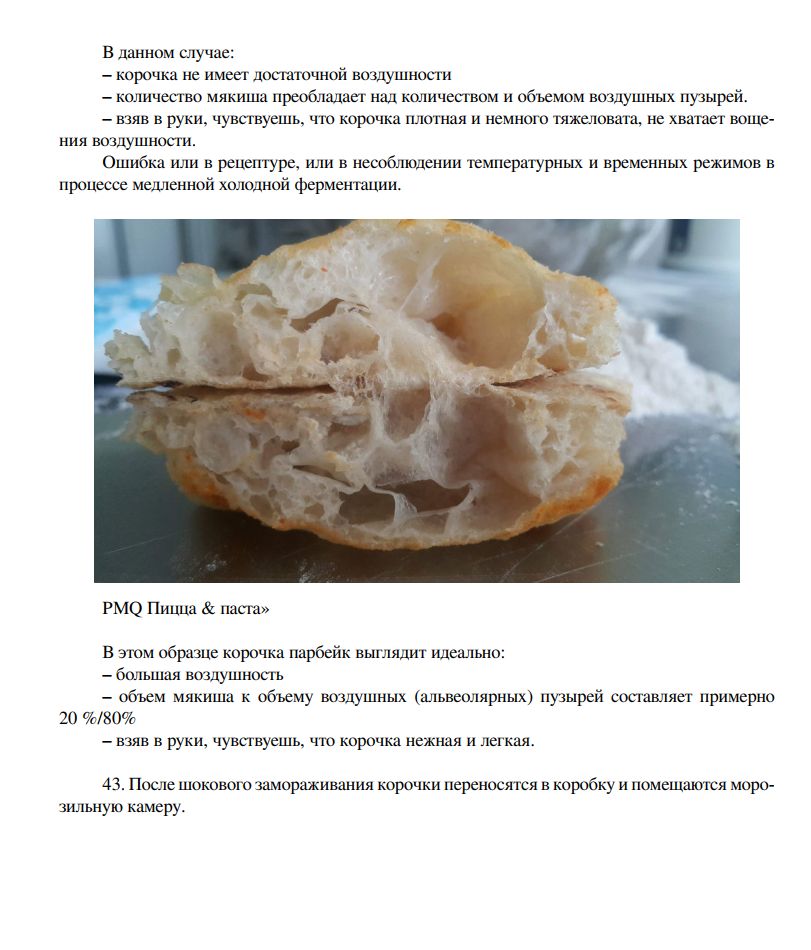 В данном случае:
– корочка не имеет достаточной воздушности
– количество мякиша преобладает над количеством и объемом воздушных пузырей.
– взяв в руки, чувствуешь, что корочка плотная и немного тяжеловата, не хватает воще-
ния воздушности.
Ошибка или в рецептуре, или в несоблюдении температурных и временных режимов в
процессе медленной холодной ферментации.
PMQ Пицца & паста»
В этом образце корочка парбейк выглядит идеально:
– большая воздушность
– объем мякиша к объему воздушных (альвеолярных) пузырей составляет примерно
20 %/80%
– взяв в руки, чувствуешь, что корочка нежная и легкая.
43. После шокового замораживания корочки переносятся в коробку и помещаются моро-
зильную камеру.